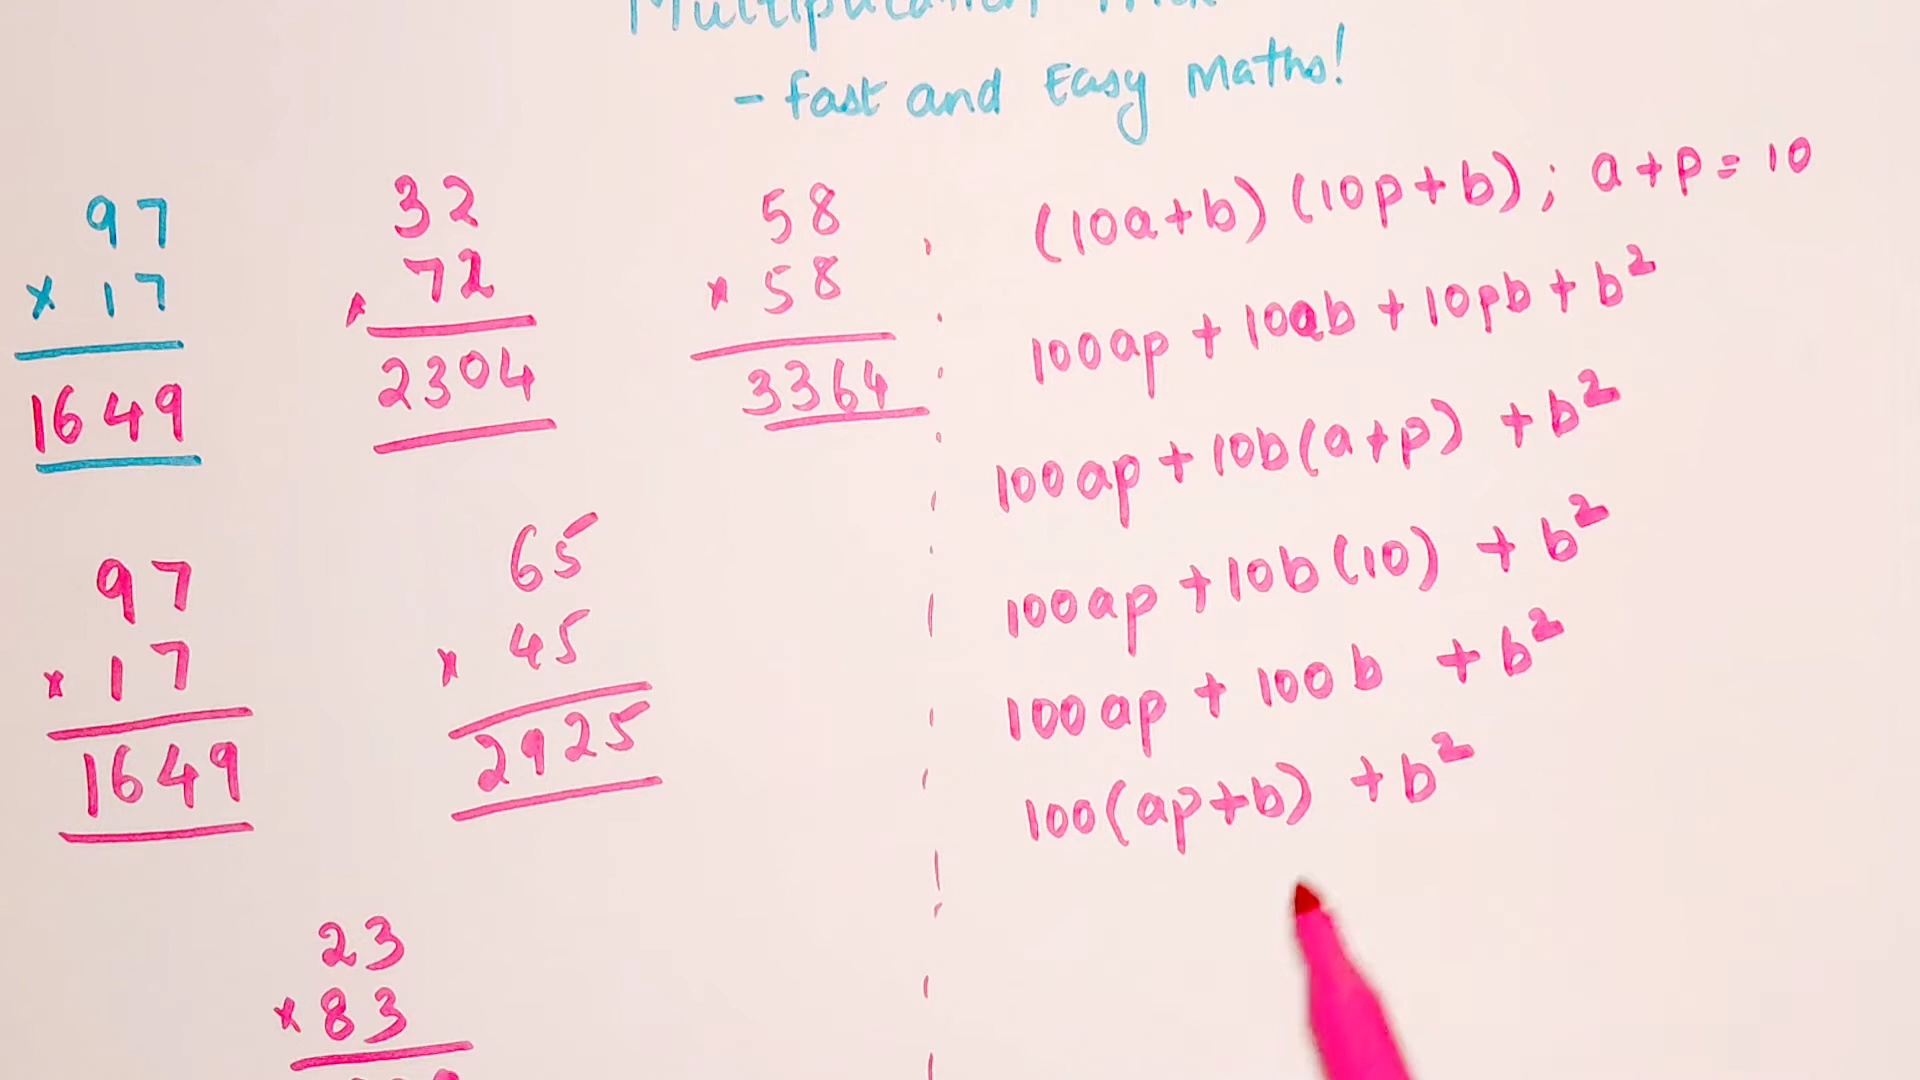 - fast and Easy Maths!
97
× 17
1649
32
× 72
2304
58
× 58
3364
97
× 17
1649
65
× 45
2925
23
× 83
(10a+b) (10p+b); a+p=10
100ap + 10ab + 10pb + b²
100ap + 10b(a+p) + b²
100ap + 10b(10) + b²
100ap + 100b + b²
100(ap+b) + b²